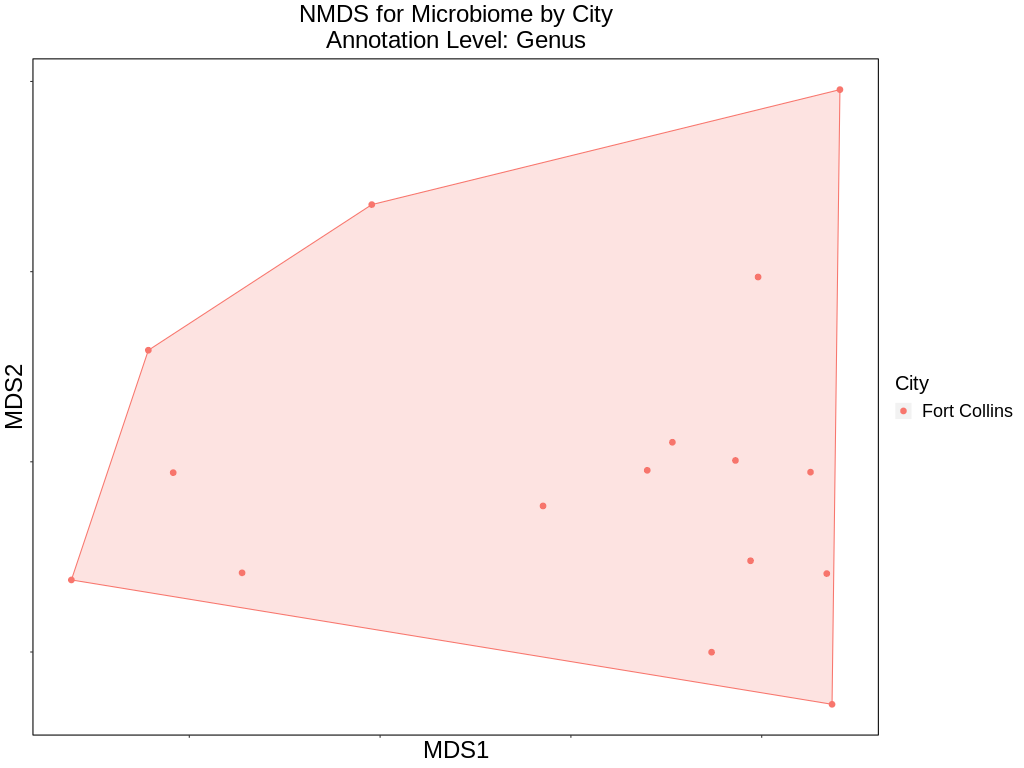 NMDS for Microbiome by City
Annotation Level: Genus
MDS2
City
Fort Collins
MDS1